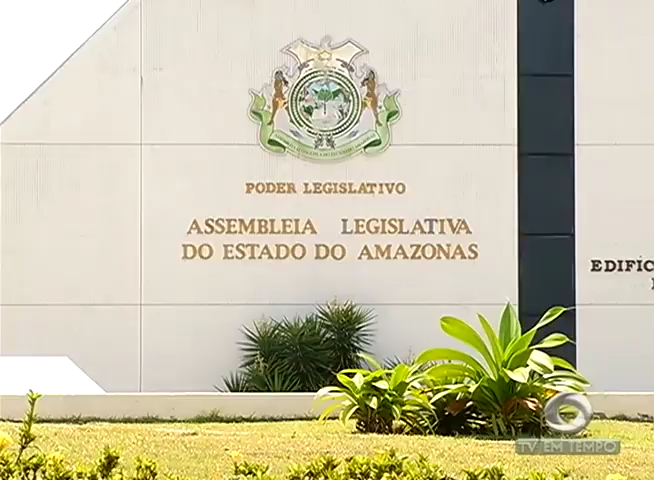 PODER LEGISLATIVO
ASSEMBLEIA LEGISLATIVA
DO ESTADO DO AMAZONAS
EDIFÍC
TV EM TEMPO